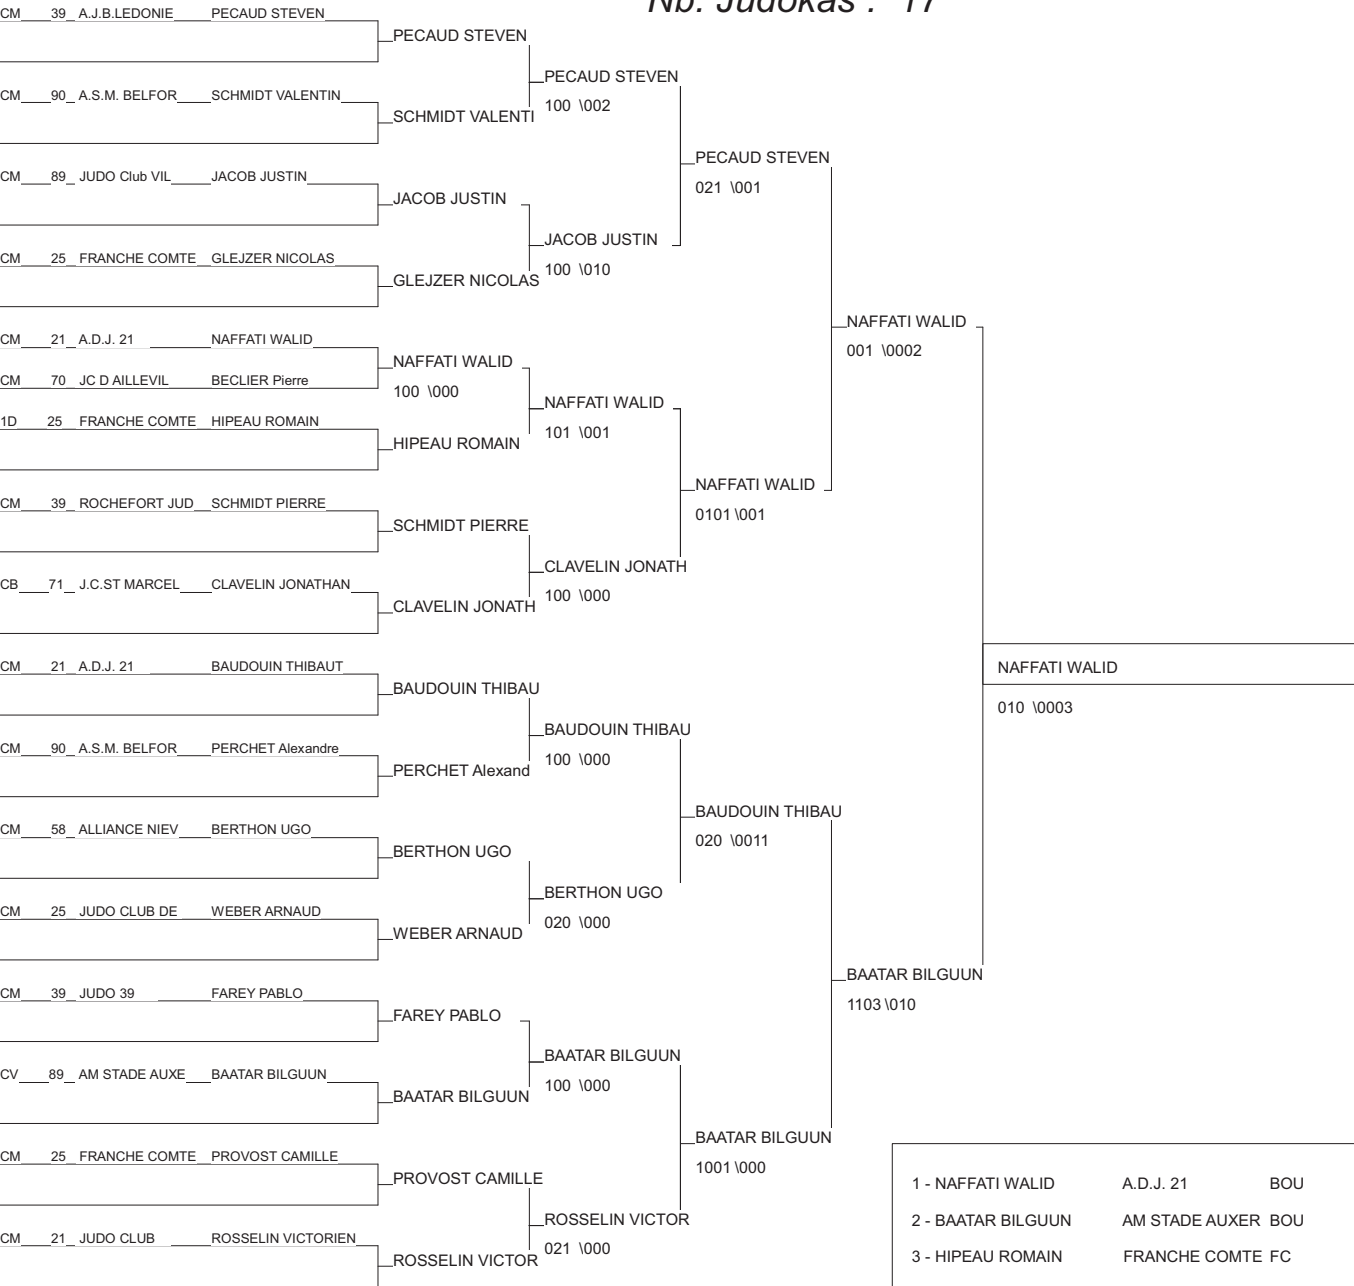 Nb. Judokas : 17
CM 39 A.J.B.LEDONIE PECAUD STEVEN
PECAUD STEVEN
PECAUD STEVEN
CM 90 A.S.M. BELFOR SCHMIDT VALENTIN
100 \002
SCHMIDT VALENTI
PECAUD STEVEN
CM 89 JUDO Club VIL JACOB JUSTIN
021 \001
JACOB JUSTIN
JACOB JUSTIN
CM 25 FRANCHE COMTE GLEJZER NICOLAS
100 \010
GLEJZER NICOLAS
NAFFATI WALID
CM 21 A.D.J. 21 NAFFATI WALID
001 \0002
NAFFATI WALID
CM 70 JC D AILLEVIL BECLIER Pierre
100 \000
NAFFATI WALID
1D 25 FRANCHE COMTE HIPEAU ROMAIN
101 \001
HIPEAU ROMAIN
NAFFATI WALID
CM 39 ROCHEFORT JUD SCHMIDT PIERRE
0101 \001
SCHMIDT PIERRE
CLAVELIN JONATH
CB 71 J.C.ST MARCEL CLAVELIN JONATHAN
100 \000
CLAVELIN JONATH
CM 21 A.D.J. 21 BAUDOUIN THIBAUT
NAFFATI WALID
BAUDOUIN THIBAU
010 \0003
BAUDOUIN THIBAU
CM 90 A.S.M. BELFOR PERCHET Alexandre
100 \000
PERCHET Alexand
BAUDOUIN THIBAU
CM 58 ALLIANCE NIEV BERTHON UGO
020 \0011
BERTHON UGO
BERTHON UGO
CM 25 JUDO CLUB DE WEBER ARNAUD
020 \000
WEBER ARNAUD
BAATAR BILGUUN
CM 39 JUDO 39 FAREY PABLO
1103 \010
FAREY PABLO
BAATAR BILGUUN
CV 89 AM STADE AUXE BAATAR BILGUUN
100 \000
BAATAR BILGUUN
BAATAR BILGUUN
CM 25 FRANCHE COMTE PROVOST CAMILLE
1001 \000
PROVOST CAMILLE
1 - NAFFATI WALID A.D.J. 21 BOU
ROSSELIN VICTOR
2 - BAATAR BILGUUN AM STADE AUXER BOU
CM 21 JUDO CLUB ROSSELIN VICTORIEN
021 \000
3 - HIPEAU ROMAIN FRANCHE COMTE FC
ROSSELIN VICTOR